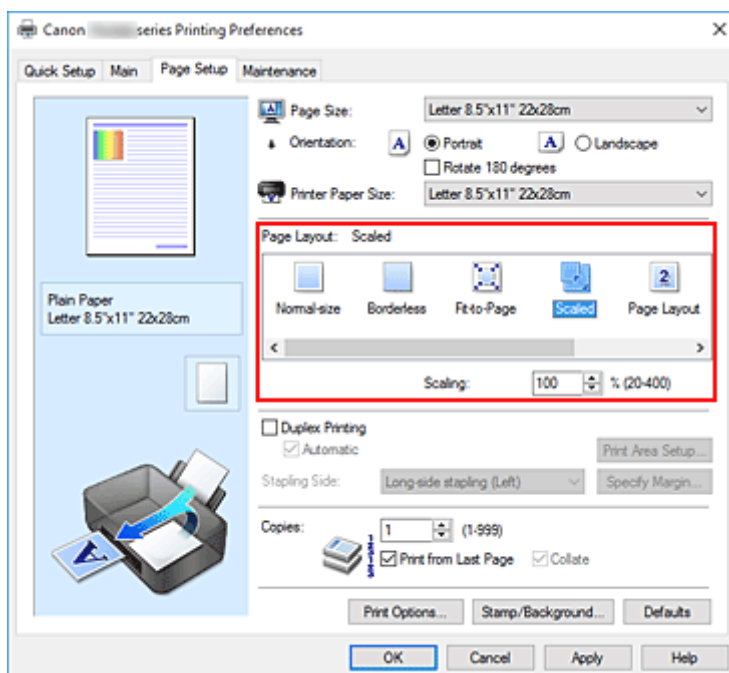 Canon series Printing Preferences
Quick Setup Main Page Setup Maintenance
Page Size: Letter 8.5"x11" 22x28cm
Orientation: A Portrait A Landscape
Rotate 180 degrees
Printer Paper Size: Letter 8.5"x11" 22x28cm
Page Layout: Scaled
2
Normal-size Borderless Fit-to-Page Scaled Page Layout
Scaling: 100 % (20-400)
Plain Paper
Letter 8.5"x11" 22x28cm
Duplex Printing
Automatic Print Area Setup...
Stapling Side: Long-side stapling (Left) Specify Margin...
Copies: 1 (1-999)
Print from Last Page Collate
A
Print Options... Stamp/Background... Defaults
OK Cancel Apply Help